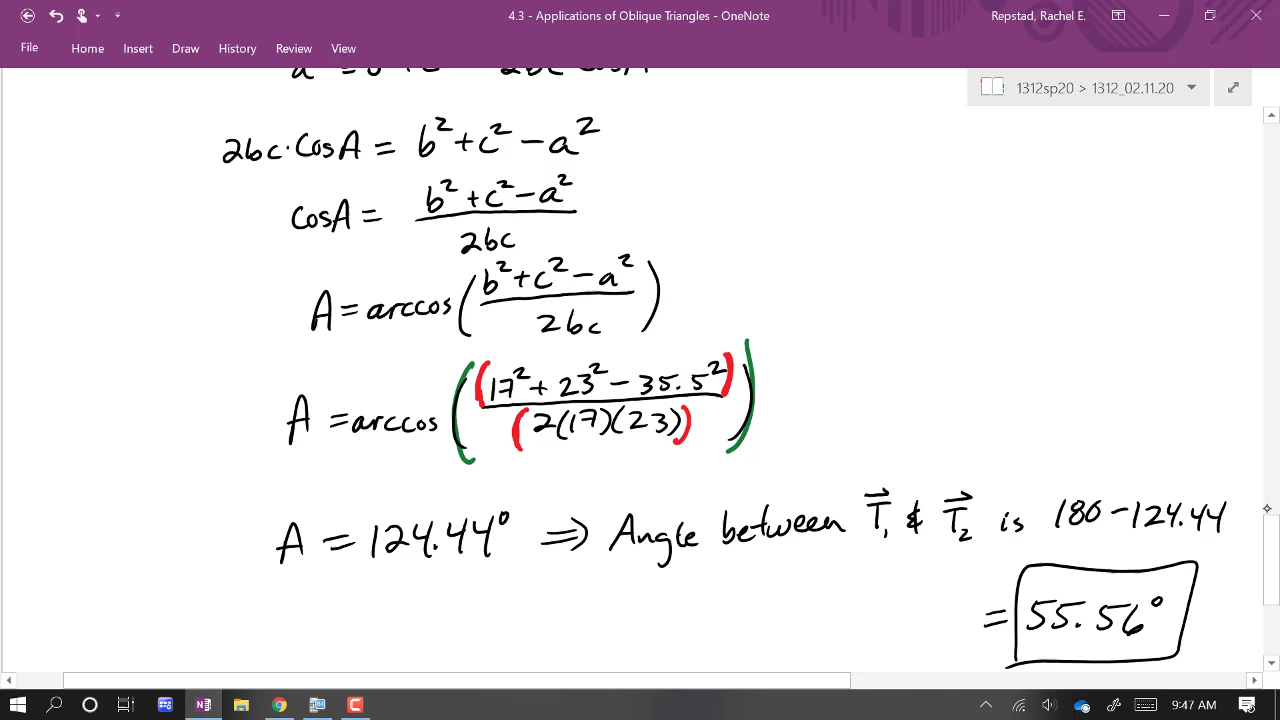 4.3 - Applications of Oblique Triangles - OneNote
Repstad, Rachel E.
File Home Insert Draw History Review View
1312sp20 > 1312_02.11.20
2bc·cosA = b² + c² - a²
cosA = (b² + c² - a²) / 2bc
A = arccos((b² + c² - a²) / 2bc)
A = arccos((17² + 23² - 35.5²) / (2(17)(23)))
A = 124.44° ⇒ Angle between T⃗₁ & T⃗₂ is 180 - 124.44
= 55.56°
9:47 AM